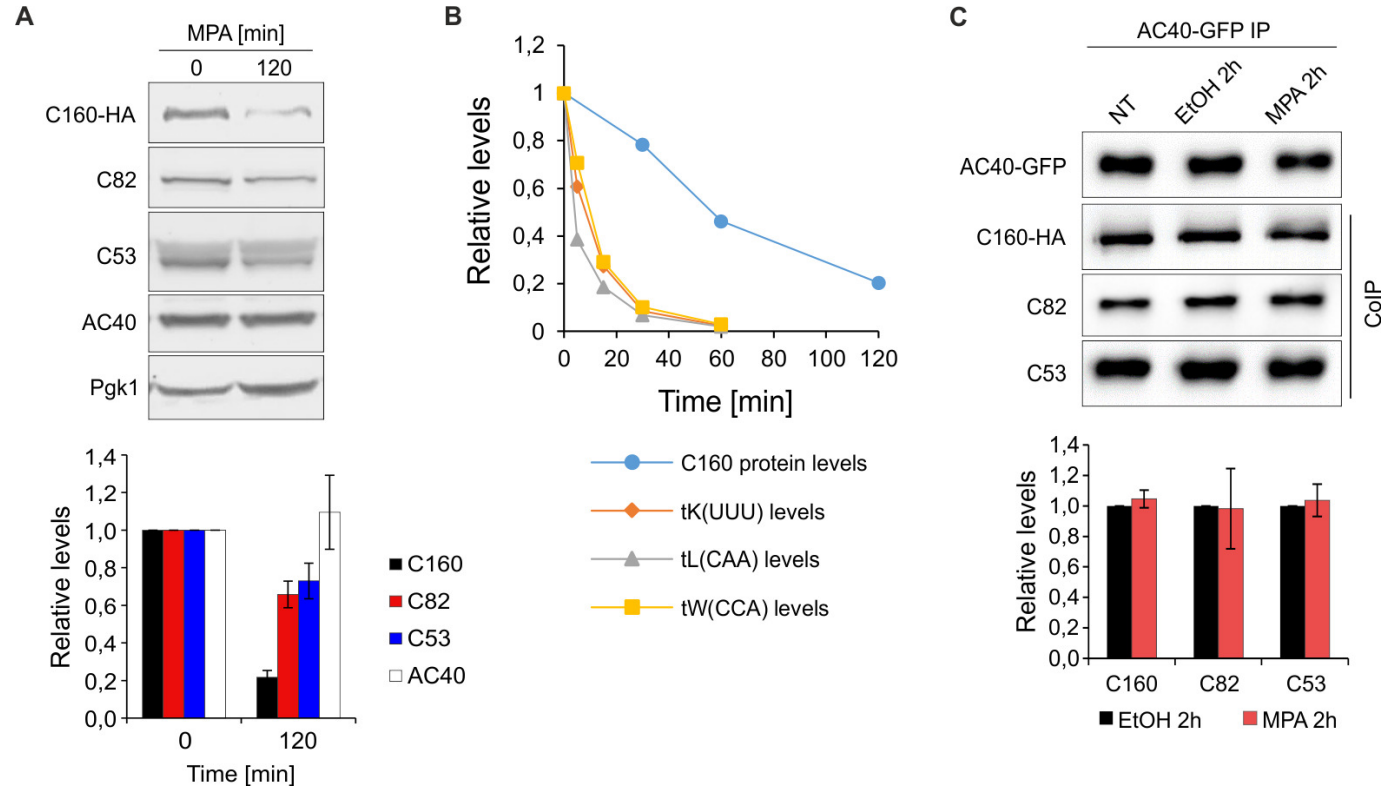 A
MPA [min]
0 120
C160-HA
C82
C53
AC40
Pgk1
1,4
1,2
1,0
0,8
0,6
0,4
0,2
0,0
Relative levels
0 120
Time [min]
C160
C82
C53
AC40
B
1,2
1
0,8
0,6
0,4
0,2
0
Relative levels
0 20 40 60 80 100 120
Time [min]
C160 protein levels
tK(UUU) levels
tL(CAA) levels
tW(CCA) levels
C
AC40-GFP IP
NT EtOH 2h MPA 2h
AC40-GFP
C160-HA
C82
C53
CoIP
1,4
1,2
1,0
0,8
0,6
0,4
0,2
0,0
Relative levels
C160 C82 C53
EtOH 2h MPA 2h